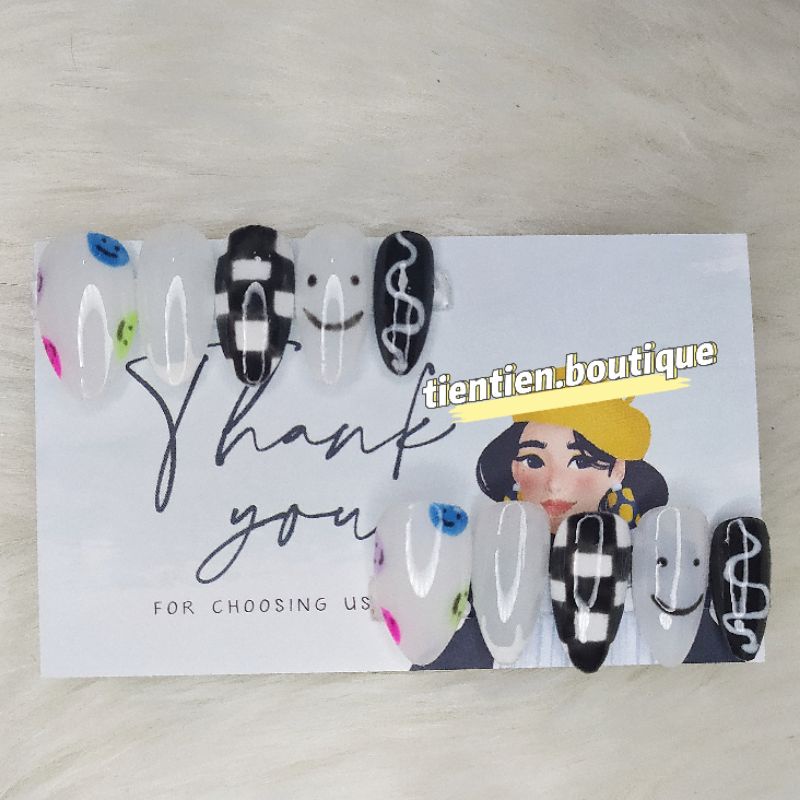 tientien.boutique
Thank
you
FOR CHOOSING US